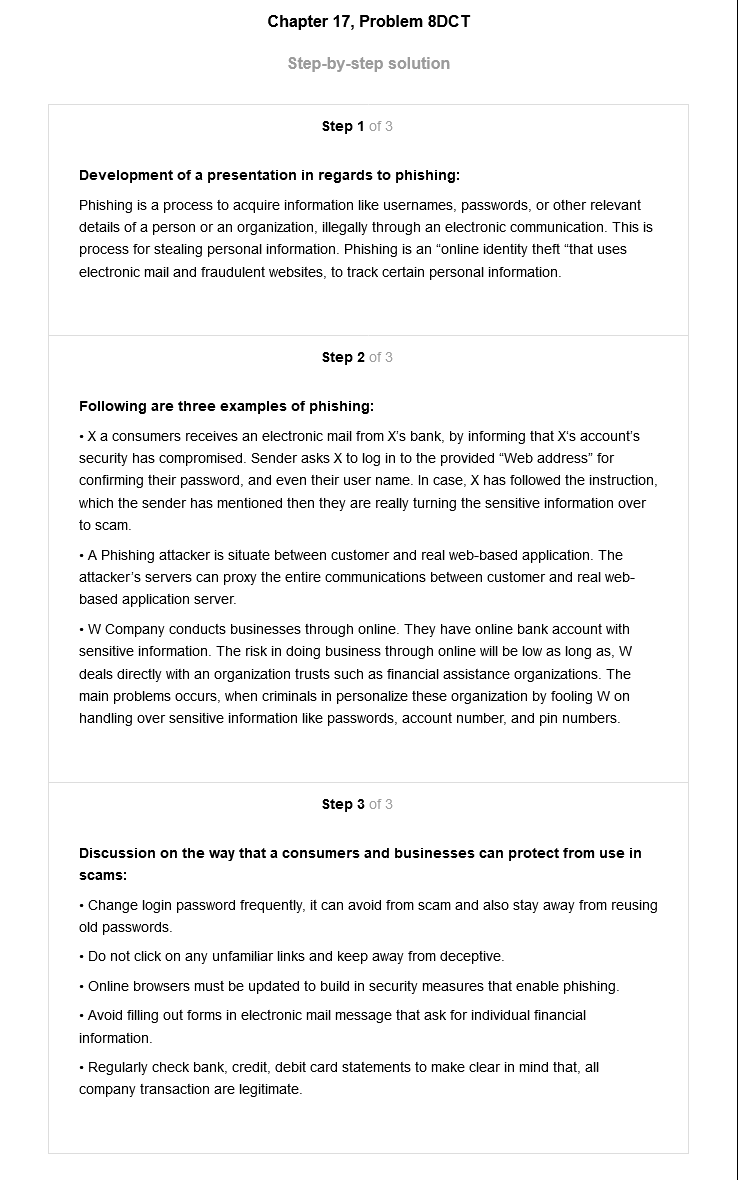 Chapter 17, Problem 8DCT
Step-by-step solution
Step 1 of 3
Development of a presentation in regards to phishing:
Phishing is a process to acquire information like usernames, passwords, or other relevant
details of a person or an organization, illegally through an electronic communication. This is
process for stealing personal information. Phishing is an “online identity theft “that uses
electronic mail and fraudulent websites, to track certain personal information.
Step 2 of 3
Following are three examples of phishing:
• X a consumers receives an electronic mail from X’s bank, by informing that X‘s account’s
security has compromised. Sender asks X to log in to the provided “Web address” for
confirming their password, and even their user name. In case, X has followed the instruction,
which the sender has mentioned then they are really turning the sensitive information over
to scam.
• A Phishing attacker is situate between customer and real web-based application. The
attacker’s servers can proxy the entire communications between customer and real web-
based application server.
• W Company conducts businesses through online. They have online bank account with
sensitive information. The risk in doing business through online will be low as long as, W
deals directly with an organization trusts such as financial assistance organizations. The
main problems occurs, when criminals in personalize these organization by fooling W on
handling over sensitive information like passwords, account number, and pin numbers.
Step 3 of 3
Discussion on the way that a consumers and businesses can protect from use in
scams:
• Change login password frequently, it can avoid from scam and also stay away from reusing
old passwords.
• Do not click on any unfamiliar links and keep away from deceptive.
• Online browsers must be updated to build in security measures that enable phishing.
• Avoid filling out forms in electronic mail message that ask for individual financial
information.
• Regularly check bank, credit, debit card statements to make clear in mind that, all
company transaction are legitimate.